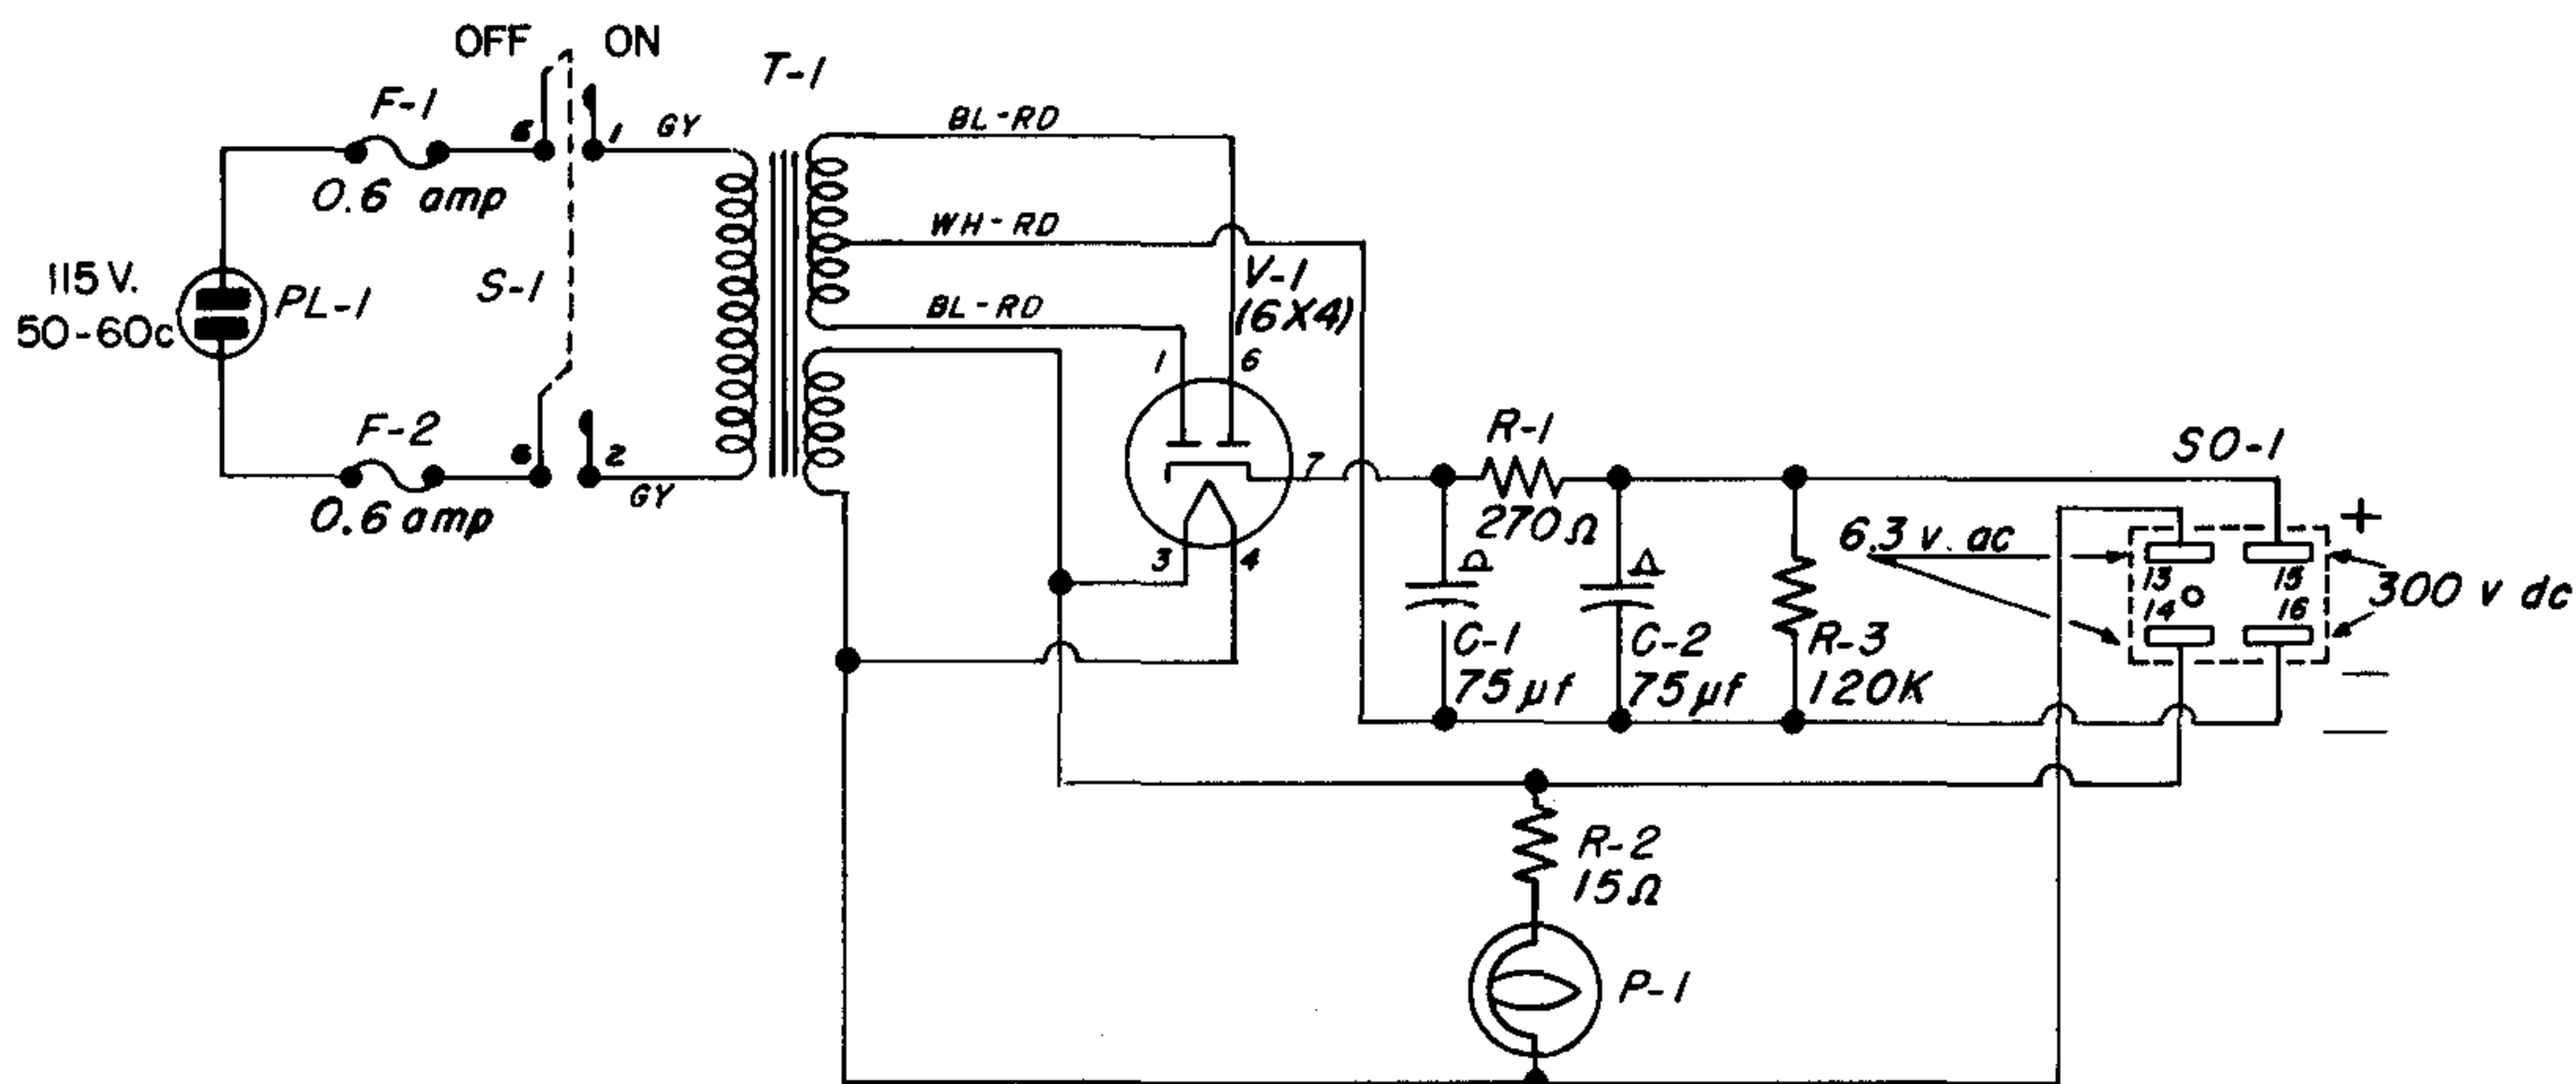 OFF ON
T-1
F-1
0.6 amp
1
GY
BL-RD
WH-RD
BL-RD
115 V.
50-60c
PL-1
S-1
V-1
(6X4)
1
6
F-2
0.6 amp
2
GY
7
3
4
R-1
270Ω
C-1
75 µf
C-2
75 µf
R-3
120K
SO-1
+
6.3 v. ac
13
14
15
16
300 v dc
—
R-2
15Ω
P-1